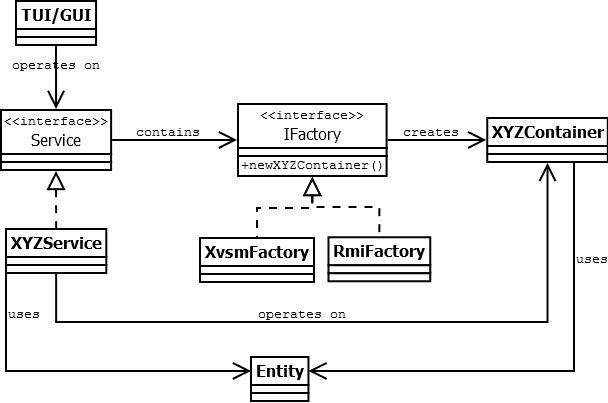 TUI/GUI
operates on
<<interface>>
Service
contains
<<interface>>
IFactory
+newXYZContainer()
creates
XYZContainer
XYZService
XvsmFactory
RmiFactory
uses
uses
operates on
Entity